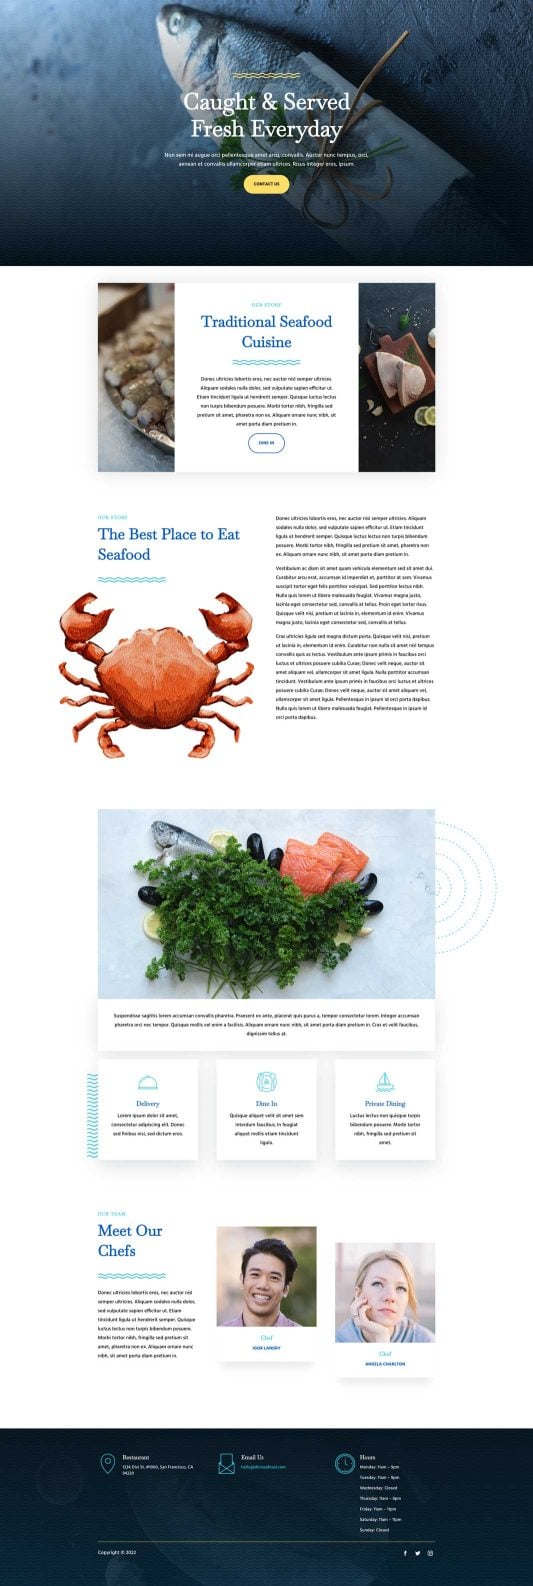 Caught & Served
Fresh Everyday
Non sem mi augue orci pellentesque amet arcu, convallis. Auctor nunc tempus, orci,
aenean et convallis ullamcorper etiam ultricies. Risus integer eros, ipsum.
CONTACT US
OUR STORY
Traditional Seafood
Cuisine
Donec ultricies lobortis eros, nec auctor nisl semper ultricies.
Aliquam sodales nulla dolor, sed vulputate sapien efficitur ut.
Etiam tincidunt ligula ut hendrerit semper. Quisque luctus lectus
non turpis bibendum posuere. Morbi tortor nibh, fringilla sed
pretium sit amet, pharetra non ex. Aliquam ornare nunc nibh, sit
amet porta diam pretium in.
DINE IN
OUR STORY
The Best Place to Eat
Seafood
Donec ultricies lobortis eros, nec auctor nisl semper ultricies. Aliquam
sodales nulla dolor, sed vulputate sapien efficitur ut. Etiam tincidunt
ligula ut hendrerit semper. Quisque luctus lectus non turpis bibendum
posuere. Morbi tortor nibh, fringilla sed pretium sit amet, pharetra non
ex. Aliquam ornare nunc nibh, sit amet porta diam pretium in.
Vestibulum ac diam sit amet quam vehicula elementum sed sit amet dui.
Curabitur arcu erat, accumsan id imperdiet et, porttitor at sem. Vivamus
suscipit tortor eget felis porttitor volutpat. Sed porttitor lectus nibh.
Nulla quis lorem ut libero malesuada feugiat. Vivamus magna justo,
lacinia eget consectetur sed, convallis at tellus. Proin eget tortor risus.
Quisque velit nisi, pretium ut lacinia in, elementum id enim. Vivamus
magna justo, lacinia eget consectetur sed, convallis at tellus.
Cras ultricies ligula sed magna dictum porta. Quisque velit nisi, pretium
ut lacinia in, elementum id enim. Curabitur non nulla sit amet nisl tempus
convallis quis ac lectus. Vestibulum ante ipsum primis in faucibus orci
luctus et ultrices posuere cubilia Curae; Donec velit neque, auctor sit
amet aliquam vel, ullamcorper sit amet ligula. Nulla porttitor accumsan
tincidunt. Vestibulum ante ipsum primis in faucibus orci luctus et ultrices
posuere cubilia Curae; Donec velit neque, auctor sit amet aliquam vel,
ullamcorper sit amet ligula. Pellentesque in ipsum id orci porta dapibus.
Nulla quis lorem ut libero malesuada feugiat. Pellentesque in ipsum id
orci porta dapibus.
Suspendisse sagittis lorem accumsan convallis pharetra. Praesent ex ante, placerat quis purus a, tempor consectetur lorem. Integer accumsan
pharetra orci nec tempor. Quisque mollis vel enim a facilisis. Aliquam ornare nunc nibh, sit amet porta diam pretium in. Cras et velit faucibus,
dignissim tellus at.
Delivery
Lorem ipsum dolor sit amet,
consectetur adipiscing elit. Donec
sed finibus nisi, sed dictum eros.
Dine In
Quisque aliquet velit sit amet sem
interdum faucibus. In feugiat
aliquet mollis etiam tincidunt
ligula.
Private Dining
Luctus lectus non quisque turpis
bibendum posuere. Morbi tortor
nibh, fringilla sed pretium sit
amet.
OUR TEAM
Meet Our
Chefs
Donec ultricies lobortis eros, nec auctor nisl
semper ultricies. Aliquam sodales nulla dolor,
sed vulputate sapien efficitur ut. Etiam
tincidunt ligula ut hendrerit semper. Quisque
luctus lectus non turpis bibendum posuere.
Morbi tortor nibh, fringilla sed pretium sit
amet, pharetra non ex. Aliquam ornare nunc
nibh, sit amet porta diam pretium in.
Chef
IGOR LANDRY
Chef
ANGELA CHARLTON
Restaurant
1234 Divi St. #1000, San Francisco, CA
94220
Email Us
hello@diviseafood.com
Hours
Monday: 11am – 9pm
Tuesday: 11am – 9pm
Wednesday: Closed
Thursday: 11am – 9pm
Friday: 11am – 11pm
Saturday: 11am – 11pm
Sunday: Closed
Copyright © 2022